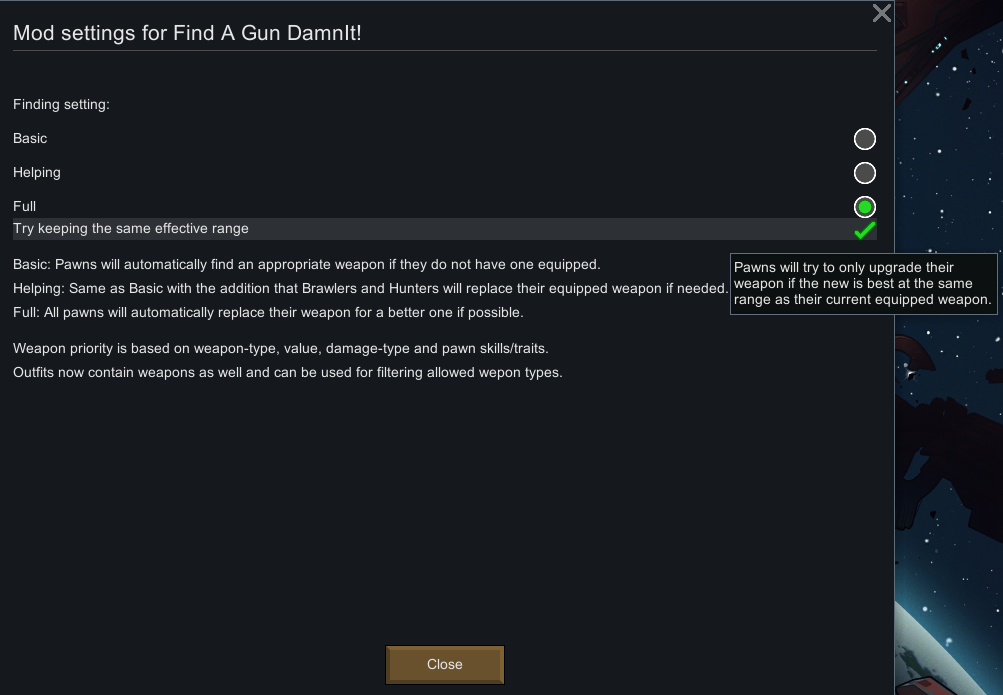 Mod settings for Find A Gun DamnIt!
Finding setting:
Basic
Helping
Full
Try keeping the same effective range
Basic: Pawns will automatically find an appropriate weapon if they do not have one equipped.
Helping: Same as Basic with the addition that Brawlers and Hunters will replace their equipped weapon if needed.
Full: All pawns will automatically replace their weapon for a better one if possible.
Pawns will try to only upgrade their
weapon if the new is best at the same
range as their current equipped weapon.
Weapon priority is based on weapon-type, value, damage-type and pawn skills/traits.
Outfits now contain weapons as well and can be used for filtering allowed wepon types.
Close